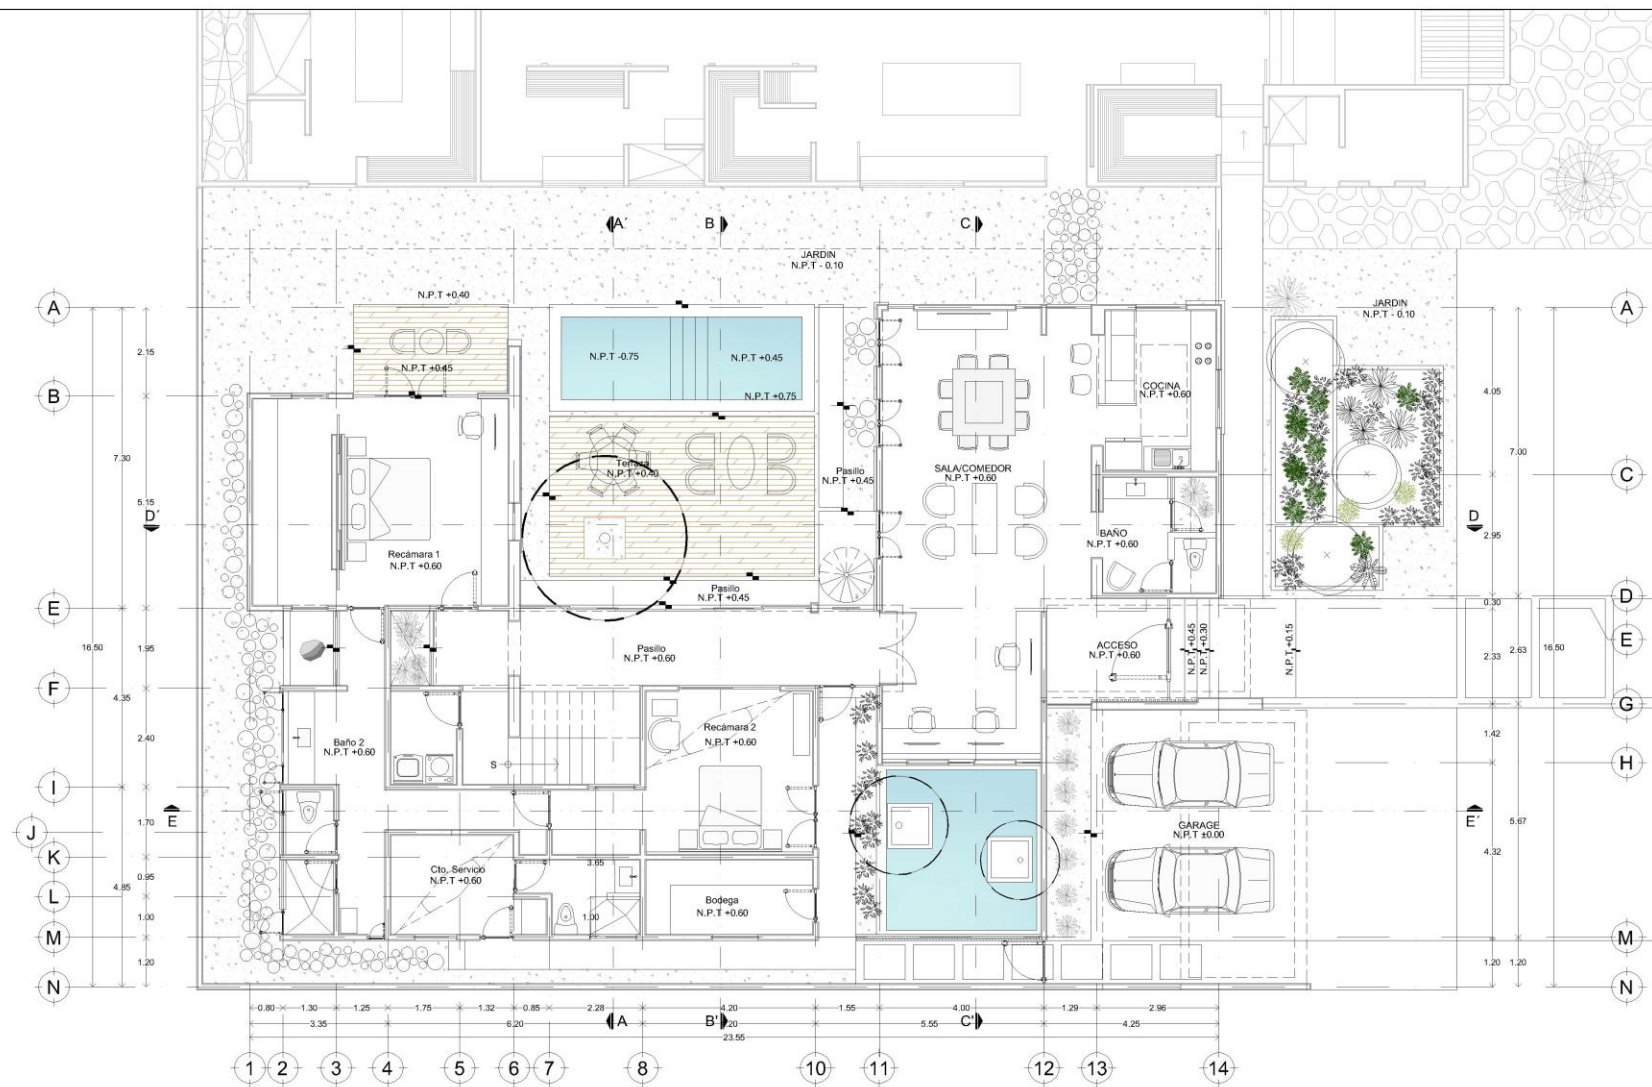 A´
B
C
JARDIN
N.P.T - 0.10
N.P.T +0.40
JARDIN
N.P.T - 0.10
A
A
2.15
N.P.T -0.75
N.P.T +0.45
N.P.T +0.45
N.P.T +0.75
COCINA
N.P.T +0.60
B
4.05
7.30
7.00
Terraza
N.P.T +0.40
Pasillo
N.P.T +0.45
SALA/COMEDOR
N.P.T +0.60
C
5.15
D´
D
BAÑO
N.P.T +0.60
2.95
Recámara 1
N.P.T +0.60
Pasillo
N.P.T +0.45
D
0.30
E
E
16.50
1.95
Pasillo
N.P.T +0.60
ACCESO
N.P.T +0.60
N.P.T +0.45
N.P.T +0.30
N.P.T +0.15
2.33
2.63
16.50
F
4.35
G
Recámara 2
N.P.T +0.60
Baño 2
N.P.T +0.60
2.40
1.42
S
H
I
E
E´
1.70
J
GARAGE
N.P.T ±0.00
5.67
K
4.32
3.65
Cto. Servicio
N.P.T +0.60
0.95
4.85
L
Bodega
N.P.T +0.60
1.00
1.00
M
M
1.20
1.20
1.20
N
N
0.80
1.30
1.25
1.75
1.32
0.85
2.28
4.20
1.55
4.00
1.29
2.96
3.35
6.20
A
B'
5.55
C'
4.25
23.55
1
2
3
4
5
6
7
8
10
11
12
13
14